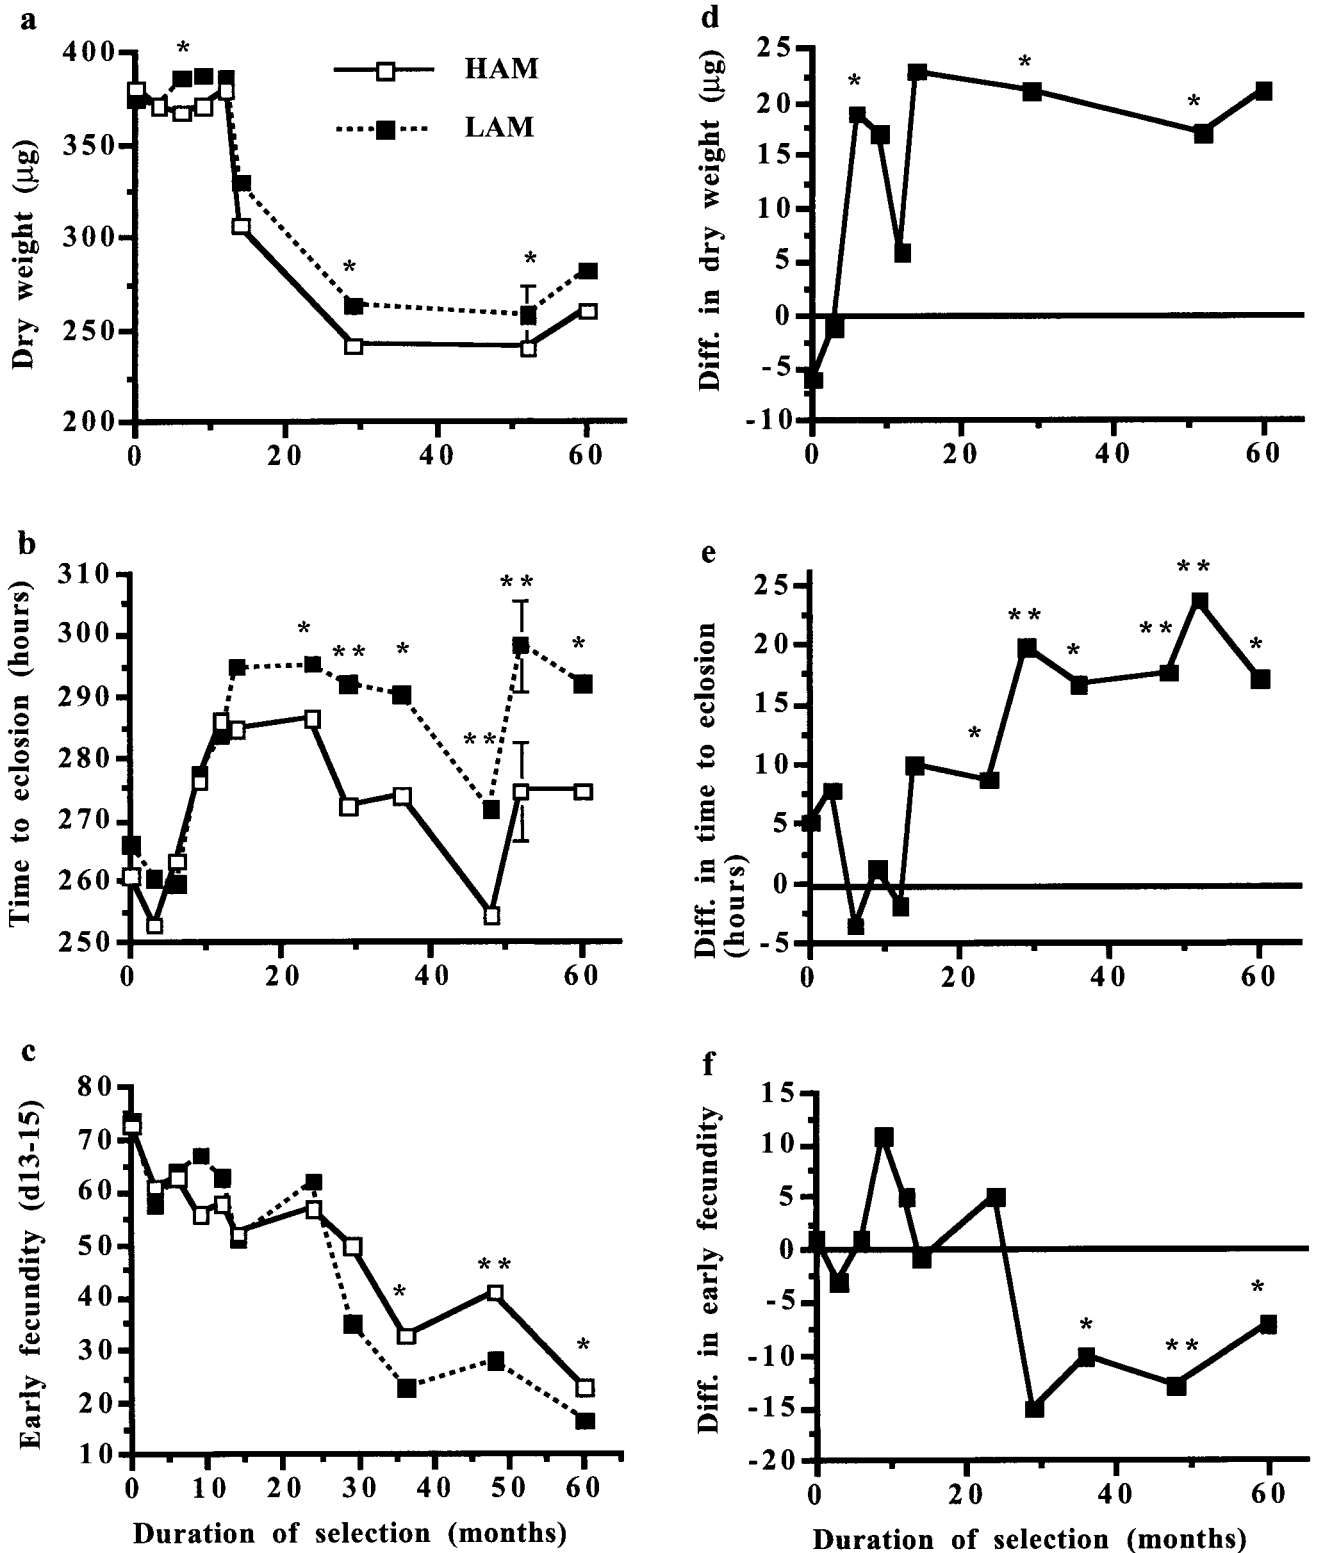 a
Dry weight (μg)
400
350
300
250
200
0 20 40 60
*
*
*
HAM
LAM
d
Diff. in dry weight (μg)
25
20
15
10
5
0
-5
-10
0 20 40 60
*
*
*
b
Time to eclosion (hours)
310
300
290
280
270
260
250
0 20 40 60
*
**
*
**
**
*
e
Diff. in time to eclosion
(hours)
25
20
15
10
5
0
-5
0 20 40 60
*
**
*
**
**
*
c
Early fecundity (d13-15)
80
70
60
50
40
30
20
10
0 10 20 30 40 50 60
*
**
*
Duration of selection (months)
f
Diff. in early fecundity
15
10
5
0
-5
-10
-15
-20
0 20 40 60
*
**
*
Duration of selection (months)